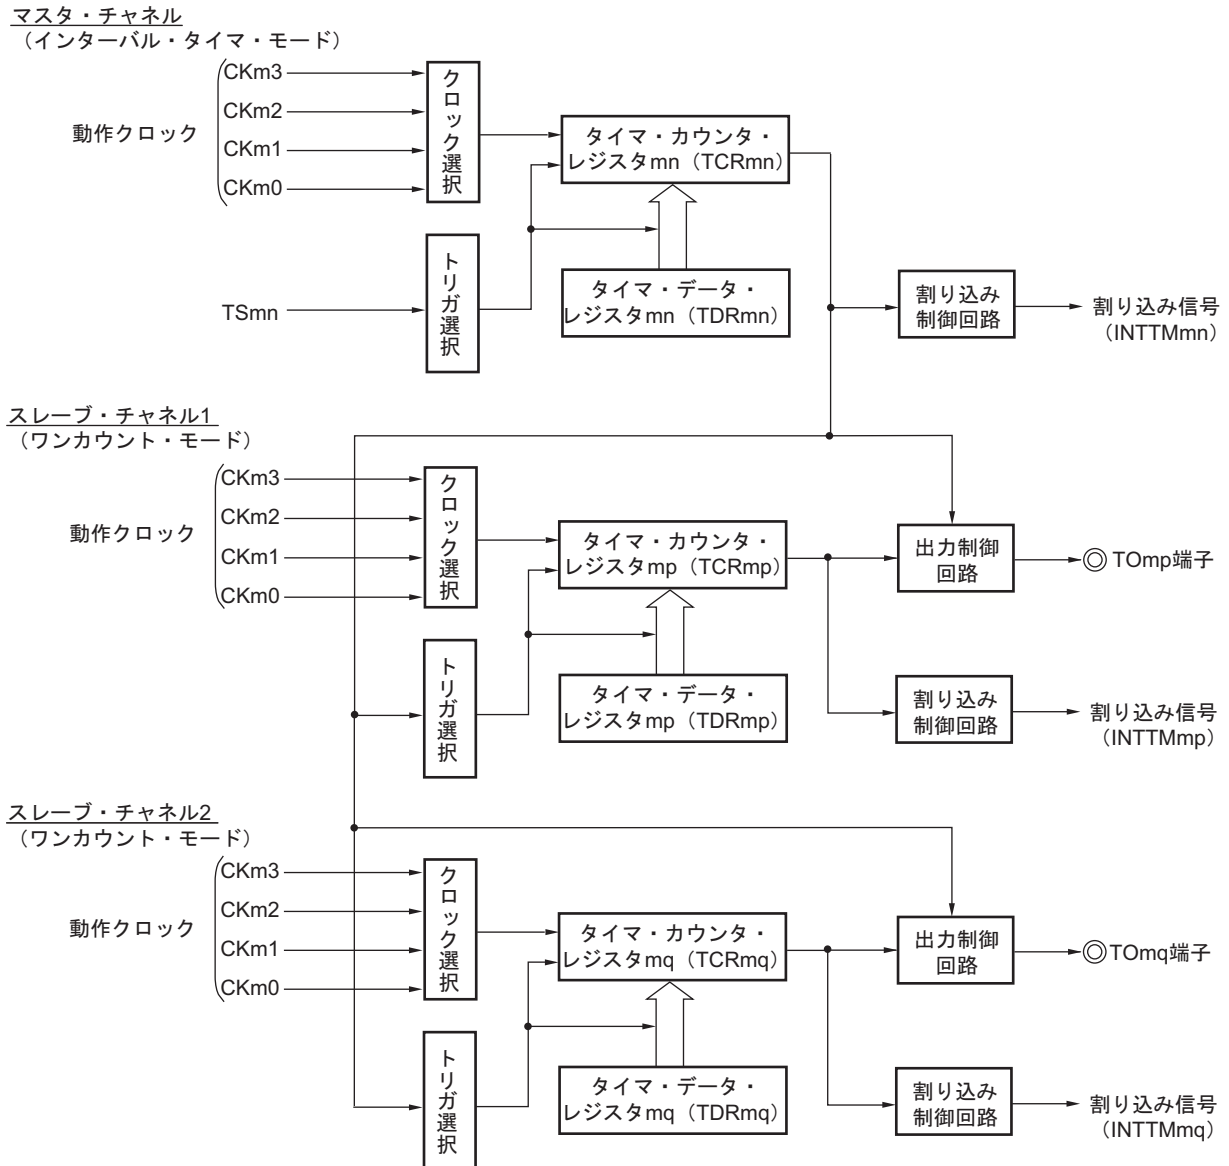 マスタ・チャネル
（インターバル・タイマ・モード）
動作クロック
CKm3
CKm2
CKm1
CKm0
クロック選択
タイマ・カウンタ・
レジスタmn（TCRmn）
TSmn
トリガ選択
タイマ・データ・
レジスタmn（TDRmn）
割り込み
制御回路
割り込み信号
（INTTMmn）
スレーブ・チャネル1
（ワンカウント・モード）
動作クロック
CKm3
CKm2
CKm1
CKm0
クロック選択
タイマ・カウンタ・
レジスタmp（TCRmp）
出力制御
回路
TOmp端子
トリガ選択
タイマ・データ・
レジスタmp（TDRmp）
割り込み
制御回路
割り込み信号
（INTTMmp）
スレーブ・チャネル2
（ワンカウント・モード）
動作クロック
CKm3
CKm2
CKm1
CKm0
クロック選択
タイマ・カウンタ・
レジスタmq（TCRmq）
出力制御
回路
TOmq端子
トリガ選択
タイマ・データ・
レジスタmq（TDRmq）
割り込み
制御回路
割り込み信号
（INTTMmq）